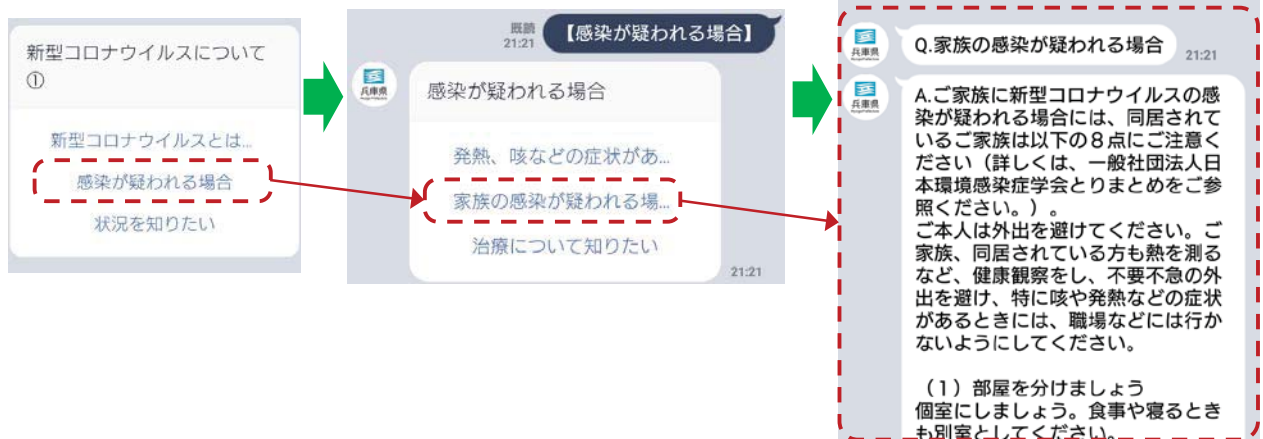 新型コロナウイルスについて
①
新型コロナウイルスとは...
感染が疑われる場合
状況を知りたい
既読
21:21
【感染が疑われる場合】
兵庫県
感染が疑われる場合
発熱、咳などの症状があ...
家族の感染が疑われる場...
治療について知りたい
21:21
兵庫県
Q.家族の感染が疑われる場合
21:21
兵庫県
A.ご家族に新型コロナウイルスの感
染が疑われる場合には、同居されて
いるご家族は以下の８点にご注意く
ださい（詳しくは、一般社団法人日
本環境感染症学会とりまとめをご参
照ください。）。
ご本人は外出を避けてください。ご
家族、同居されている方も熱を測る
など、健康観察をし、不要不急の外
出を避け、特に咳や発熱などの症状
があるときには、職場などには行か
ないようにしてください。
（１）部屋を分けましょう
個室にしましょう。食事や寝るとき
も別室としてください。